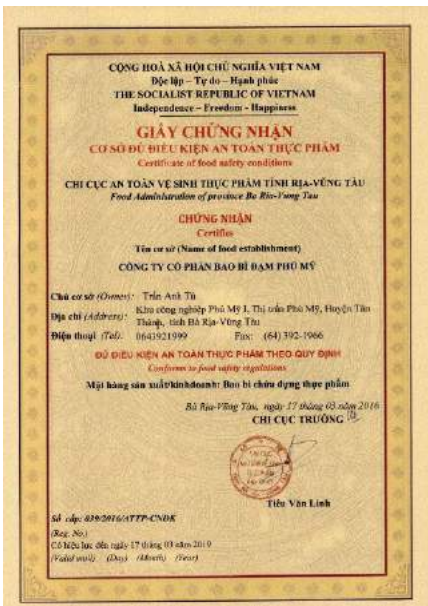 CỘNG HOÀ XÃ HỘI CHỦ NGHĨA VIỆT NAM
Độc lập – Tự do – Hạnh phúc
THE SOCIALIST REPUBLIC OF VIETNAM
Independence – Freedom - Happiness
GIẤY CHỨNG NHẬN
CƠ SỞ ĐỦ ĐIỀU KIỆN AN TOÀN THỰC PHẨM
Certificate of food safety conditions
CHI CỤC AN TOÀN VỆ SINH THỰC PHẨM TỈNH RỊA-VŨNG TÀU
Food Administration of province Ba Ria-Vung Tau
CHỨNG NHẬN
Certifies
Tên cơ sở (Name of food establishment)
CÔNG TY CỔ PHẦN BAO BÌ ĐẠM PHÚ MỸ
Chủ cơ sở (Owner): Trần Anh Tú
Địa chỉ (Address): Khu công nghiệp Phú Mỹ I, Thị trấn Phú Mỹ, Huyện Tân
Thành, tỉnh Bà Rịa-Vũng Tàu
Điện thoại (Tel): 0643921999 Fax: (64) 392-1966
ĐỦ ĐIỀU KIỆN AN TOÀN THỰC PHẨM THEO QUY ĐỊNH
Conforms to food safety regulations
Mặt hàng sản xuất/kinhdoanh: Bao bì chứa đựng thực phẩm
Bà Rịa-Vũng Tàu, ngày 17 tháng 03 năm 2016
CHI CỤC TRƯỞNG
Tiêu Văn Linh
Số cấp: 039/2016/ATTP-CNĐK
(Reg. No.)
Có hiệu lực đến ngày 17 tháng 03 năm 2019
(Valid until) (Day) (Month) (Year)